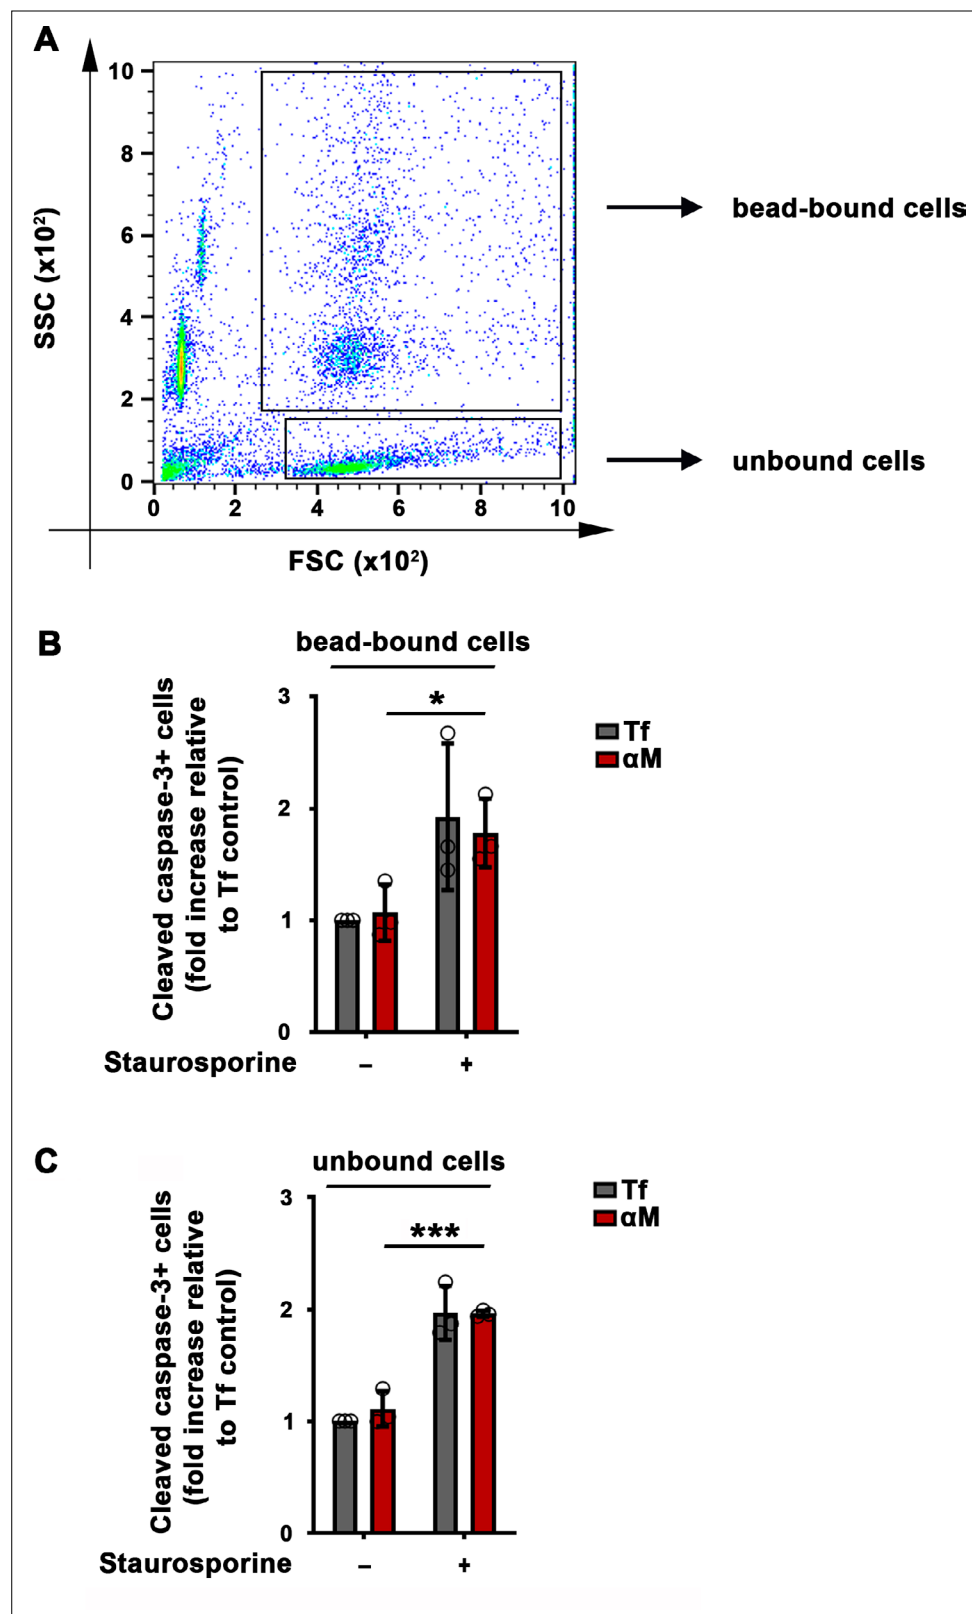 A
10
8
6
4
2
0
SSC (x10²)
0 2 4 6 8 10
FSC (x10²)
bead-bound cells
unbound cells
B
bead-bound cells
Cleaved caspase-3+ cells
(fold increase relative
to Tf control)
3
2
1
0
*
Tf
αM
Staurosporine – +
C
unbound cells
Cleaved caspase-3+ cells
(fold increase relative
to Tf control)
3
2
1
0
***
Tf
αM
Staurosporine – +